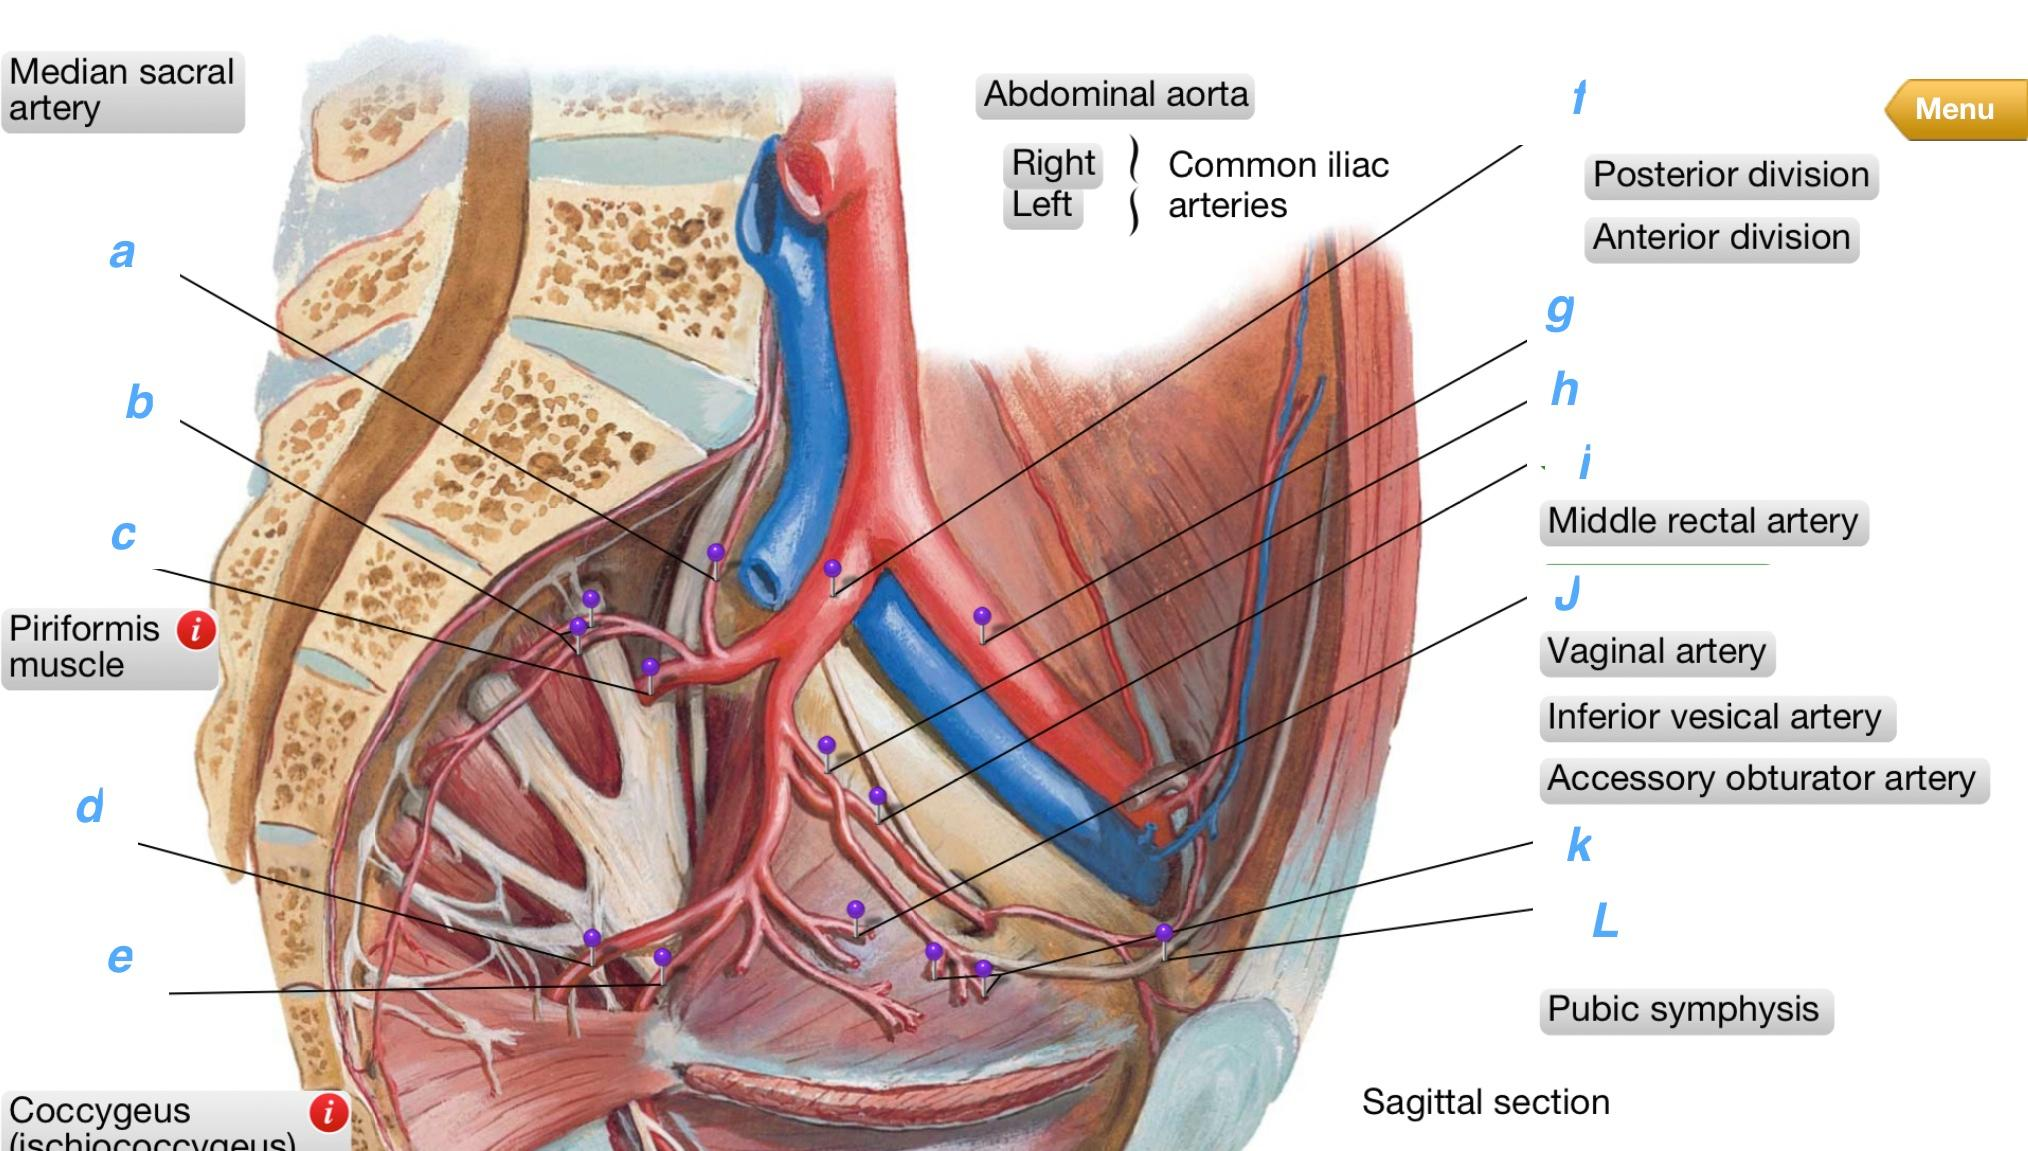 Median sacral
artery
Abdominal aorta
Right
Left
Common iliac
arteries
f
Menu
Posterior division
Anterior division
a
g
b
h
i
c
Middle rectal artery
J
Piriformis i
muscle
Vaginal artery
Inferior vesical artery
Accessory obturator artery
d
k
L
e
Pubic symphysis
Sagittal section
Coccygeus i
(ischiococcygeus)